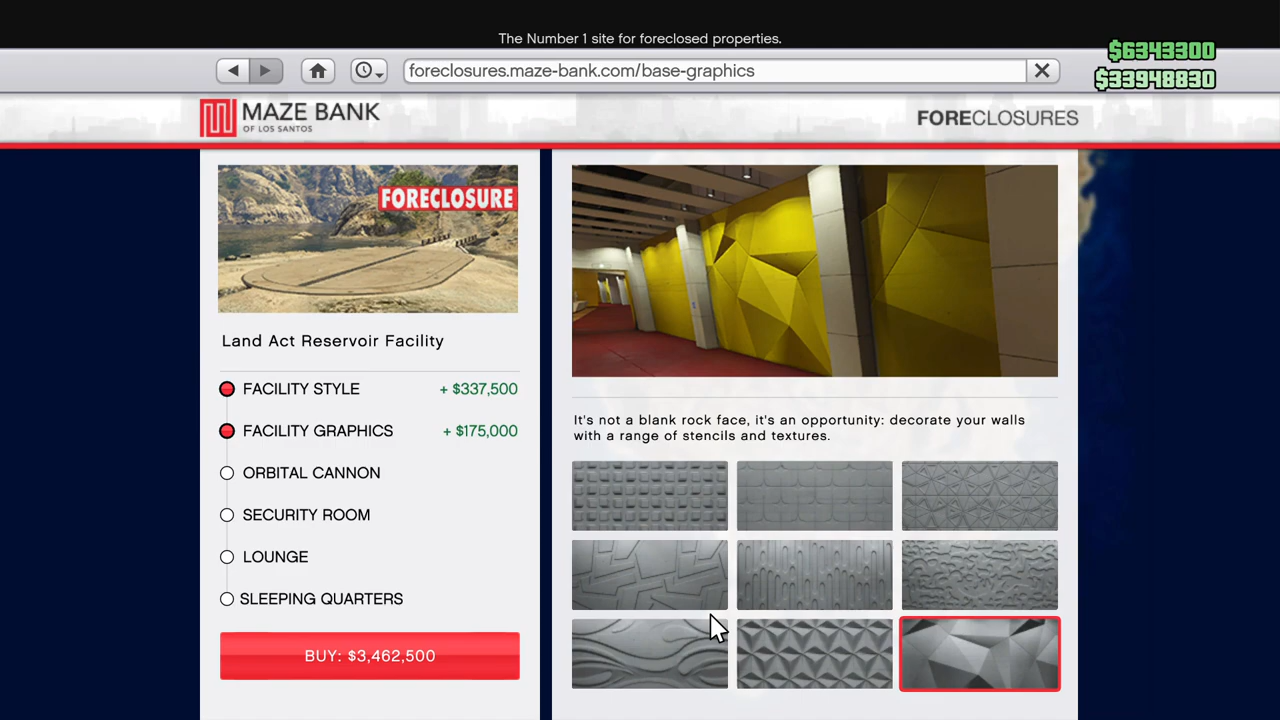 The Number 1 site for foreclosed properties.
$6343300
foreclosures.maze-bank.com/base-graphics
$33948830
MAZE BANK
OF LOS SANTOS
FORECLOSURES
FORECLOSURE
Land Act Reservoir Facility
FACILITY STYLE + $337,500
FACILITY GRAPHICS + $175,000
ORBITAL CANNON
SECURITY ROOM
LOUNGE
SLEEPING QUARTERS
BUY: $3,462,500
It's not a blank rock face, it's an opportunity: decorate your walls
with a range of stencils and textures.